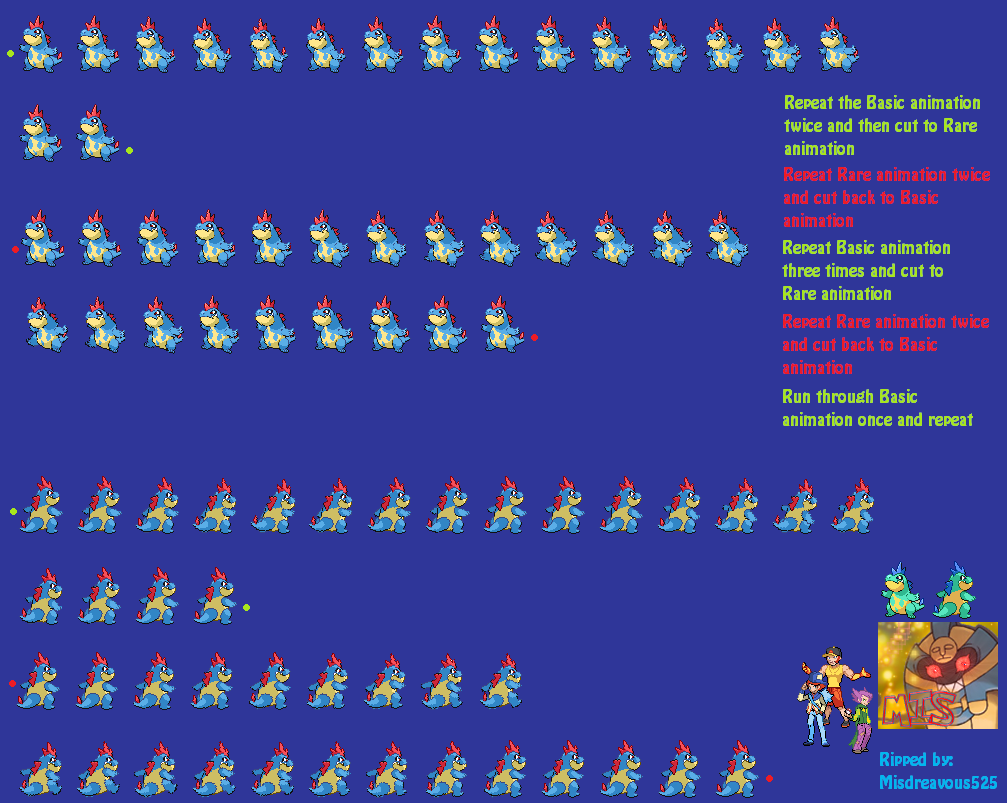 Repeat the Basic animation
twice and then cut to Rare
animation
Repeat Rare animation twice
and cut back to Basic
animation
Repeat Basic animation
three times and cut to
Rare animation
Repeat Rare animation twice
and cut back to Basic
animation
Run through Basic
animation once and repeat
MTS
Ripped by:
Misdreavous525